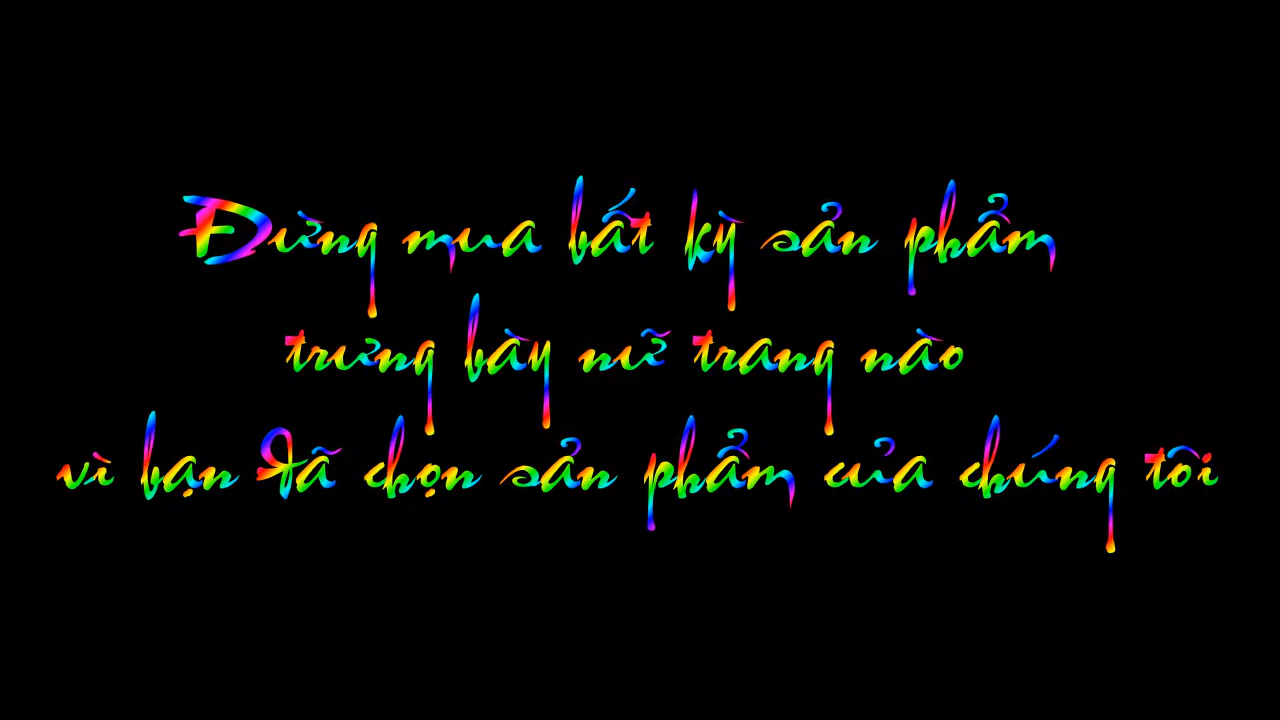 Đừng mua bất kỳ sản phẩm
trưng bày nữ trang nào
vì bạn đã chọn sản phẩm của chúng tôi